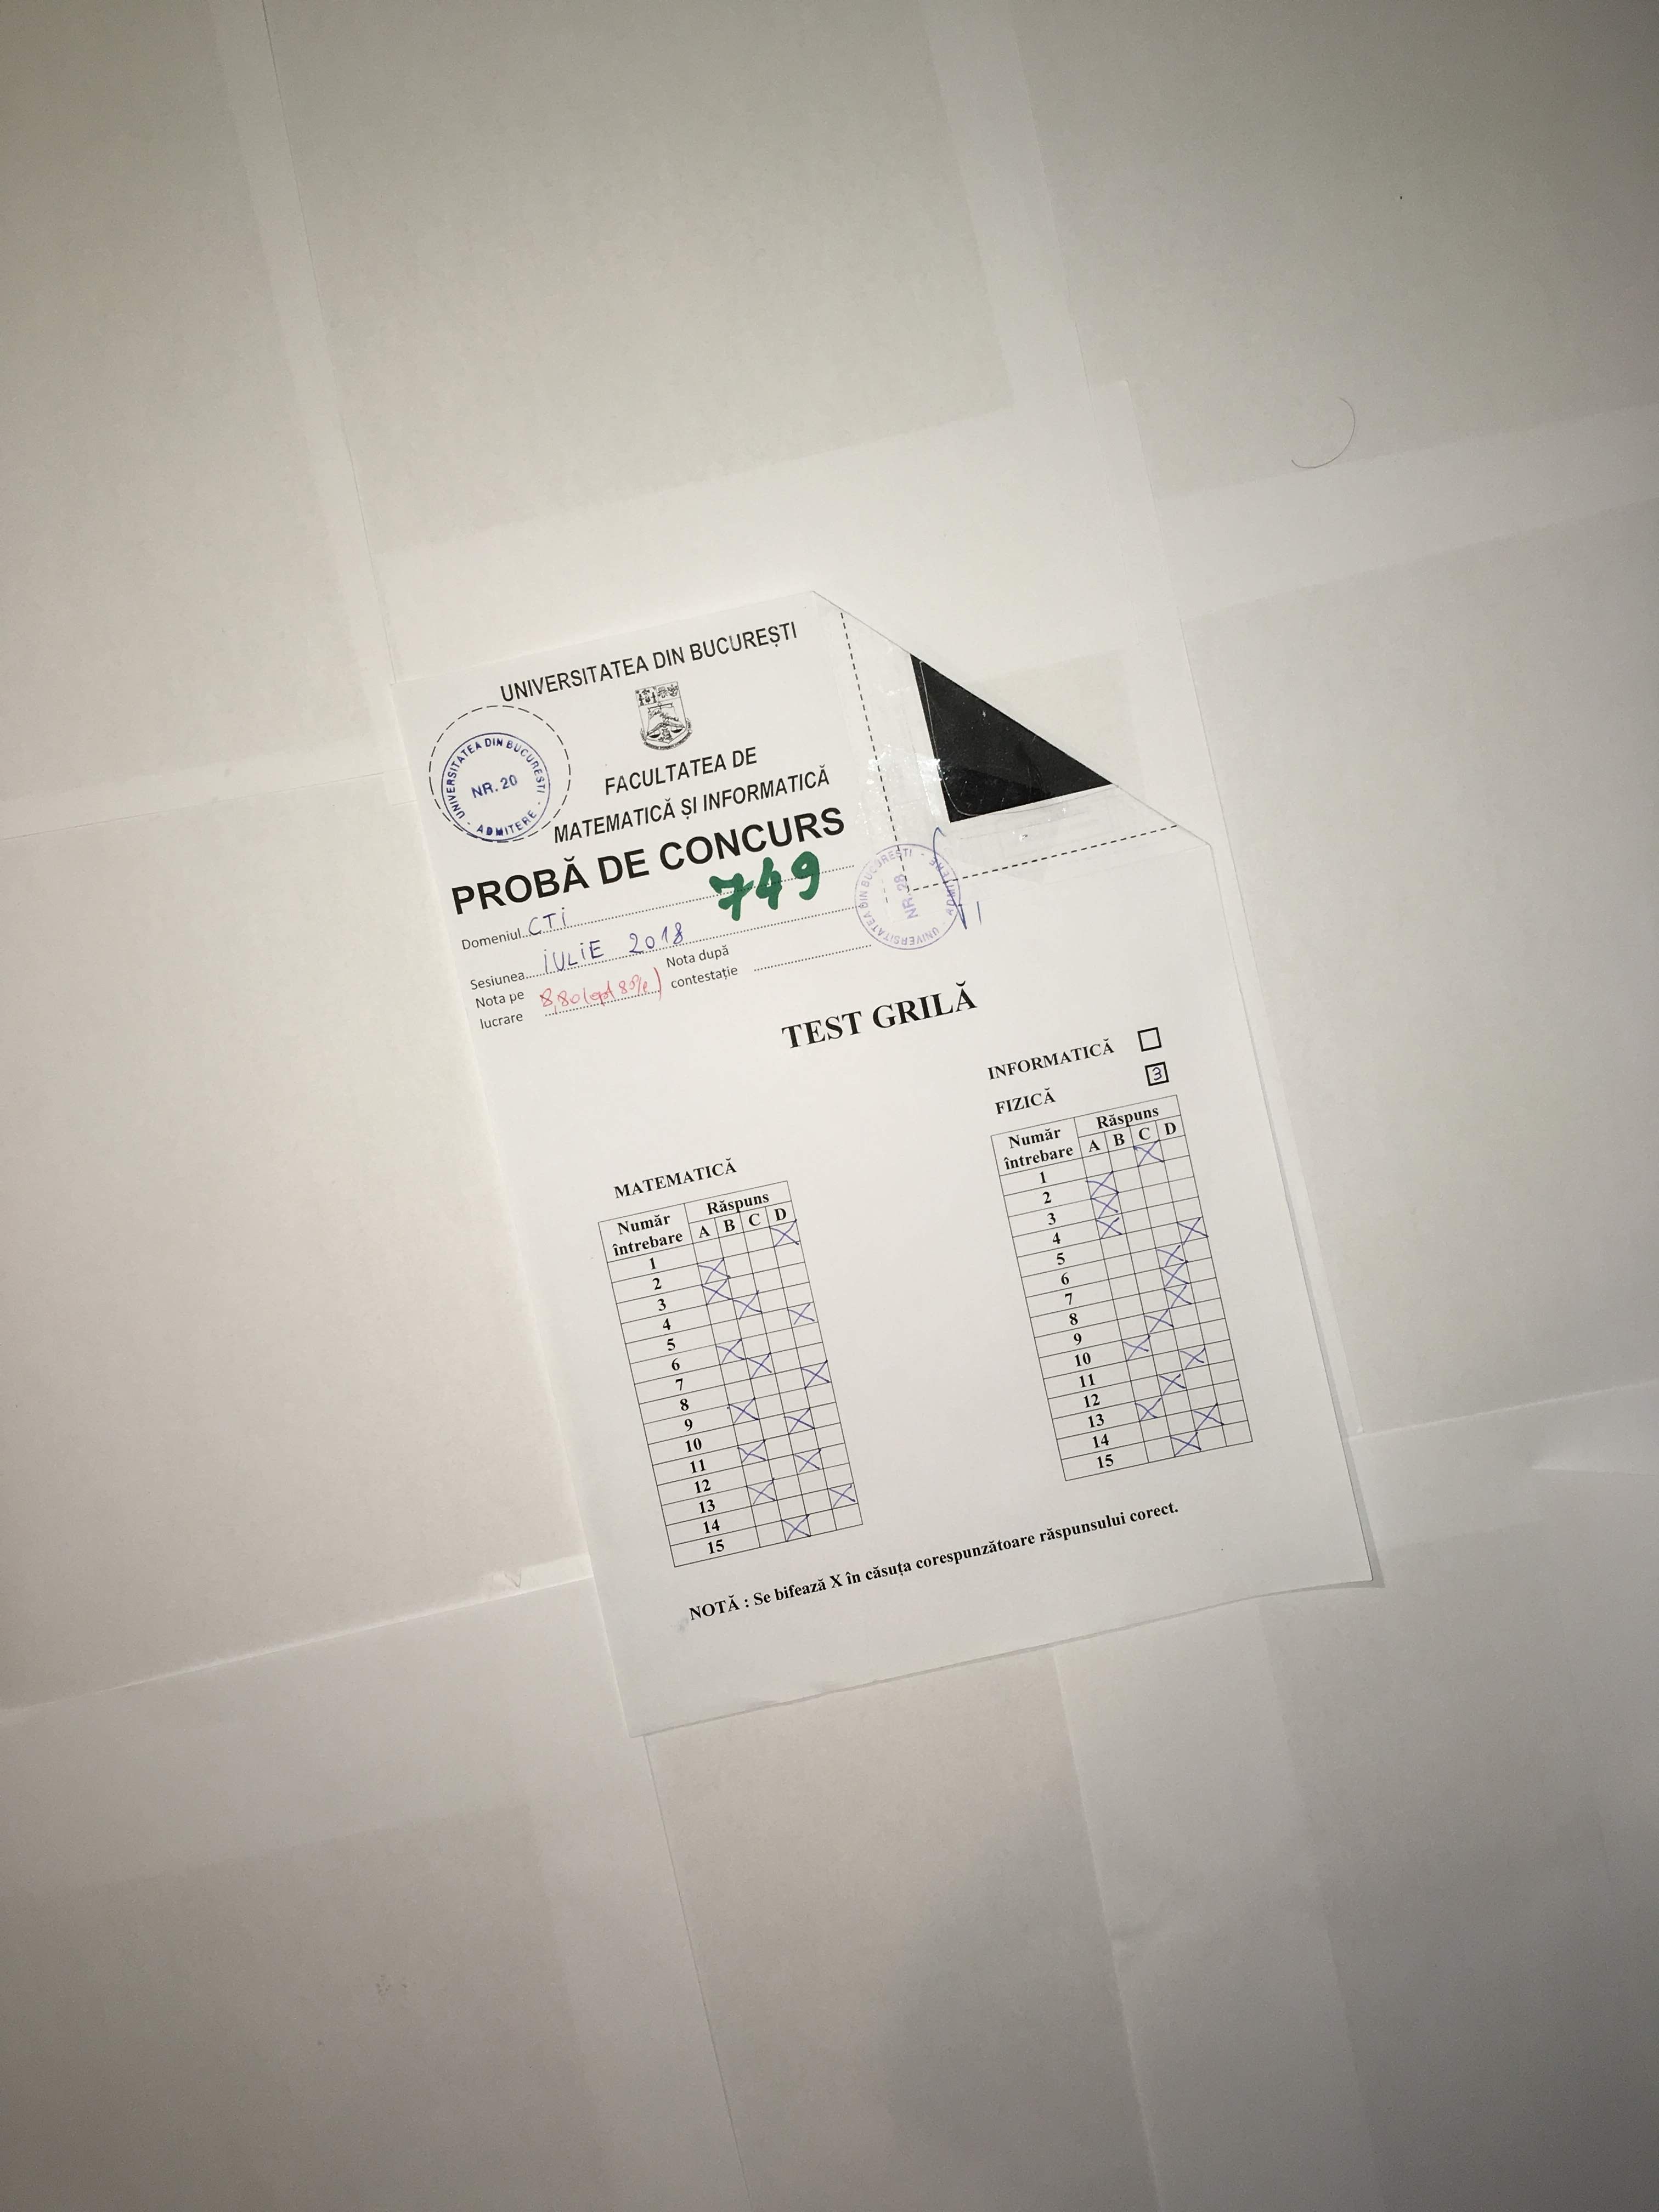 UNIVERSITATEA DIN BUCUREȘTI
UNIVERSITATEA DIN BUCUREȘTI - ADMITERE -
NR. 20
FACULTATEA DE
MATEMATICĂ ȘI INFORMATICĂ
PROBĂ DE CONCURS
749
Domeniul CTI
Sesiunea IULIE 2018
Nota pe lucrare 8,80 (opt 80%)
Nota după contestație
UNIVERSITATEA DIN BUCUREȘTI - ADMITERE -
NR. 28
TEST GRILĂ
MATEMATICĂ
Număr întrebare Răspuns
A B C D
1 X
2 X
3 X
4 X
5 X
6 X
7 X
8 X
9 X
10 X
11 X
12 X
13 X
14 X
15 X
INFORMATICĂ
FIZICĂ 3
Număr întrebare Răspuns
A B C D
1 X
2 X
3 X
4 X
5 X
6 X
7 X
8 X
9 X
10 X
11 X
12 X
13 X
14 X
15 X
NOTĂ : Se bifează X în căsuța corespunzătoare răspunsului corect.